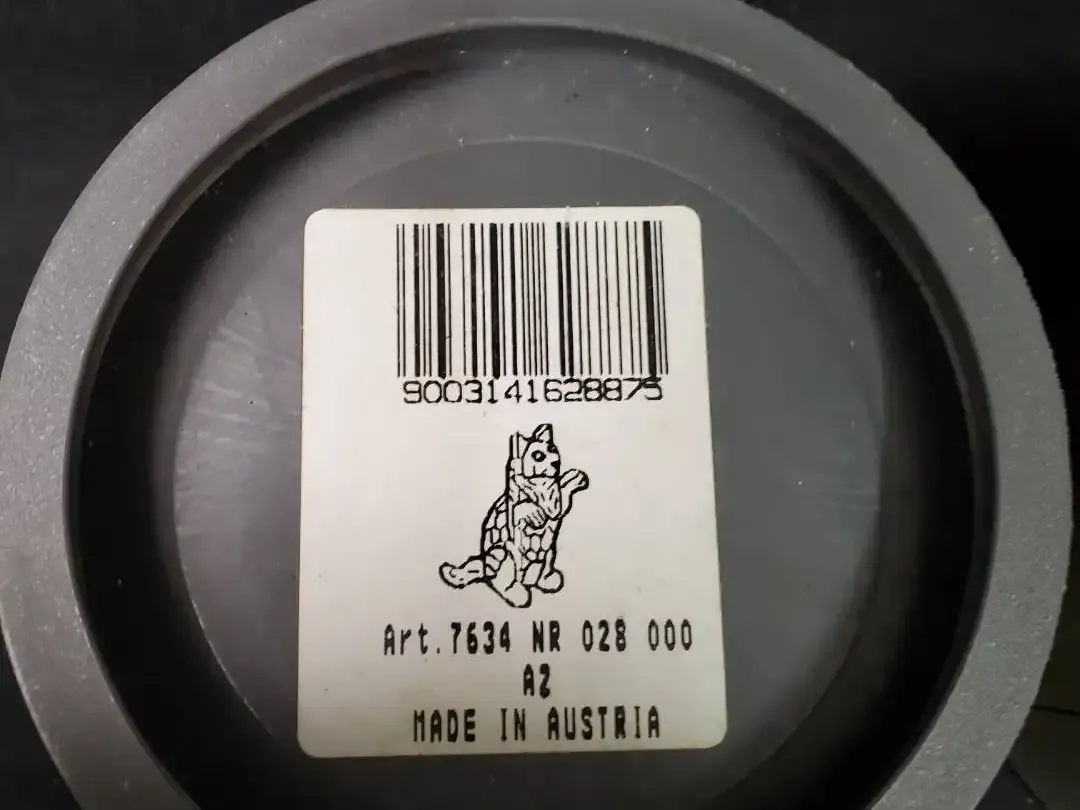 9003141628875
Art.7634 NR 028 000
AZ
MADE IN AUSTRIA